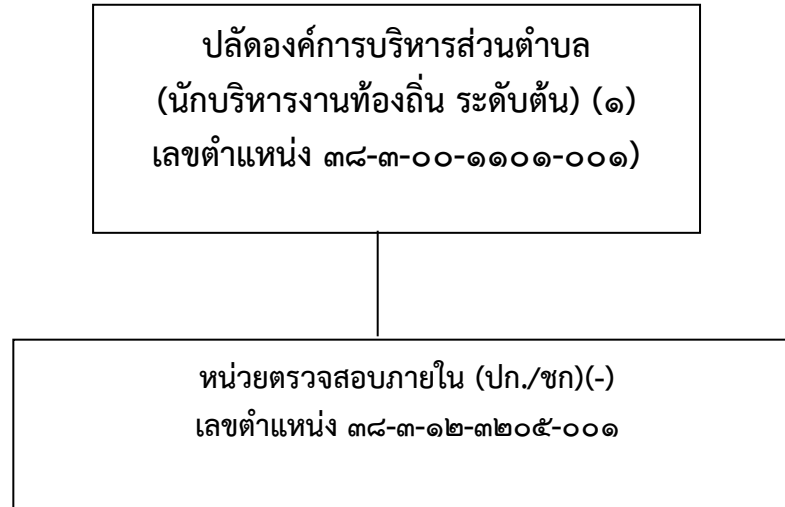 ปลัดองค์การบริหารส่วนตำบล
(นักบริหารงานท้องถิ่น ระดับต้น) (๑)
เลขตำแหน่ง ๓๘-๓-๐๐-๑๑๐๑-๐๐๑)
หน่วยตรวจสอบภายใน (ปก./ชก)(-)
เลขตำแหน่ง ๓๘-๓-๑๒-๓๒๐๕-๐๐๑